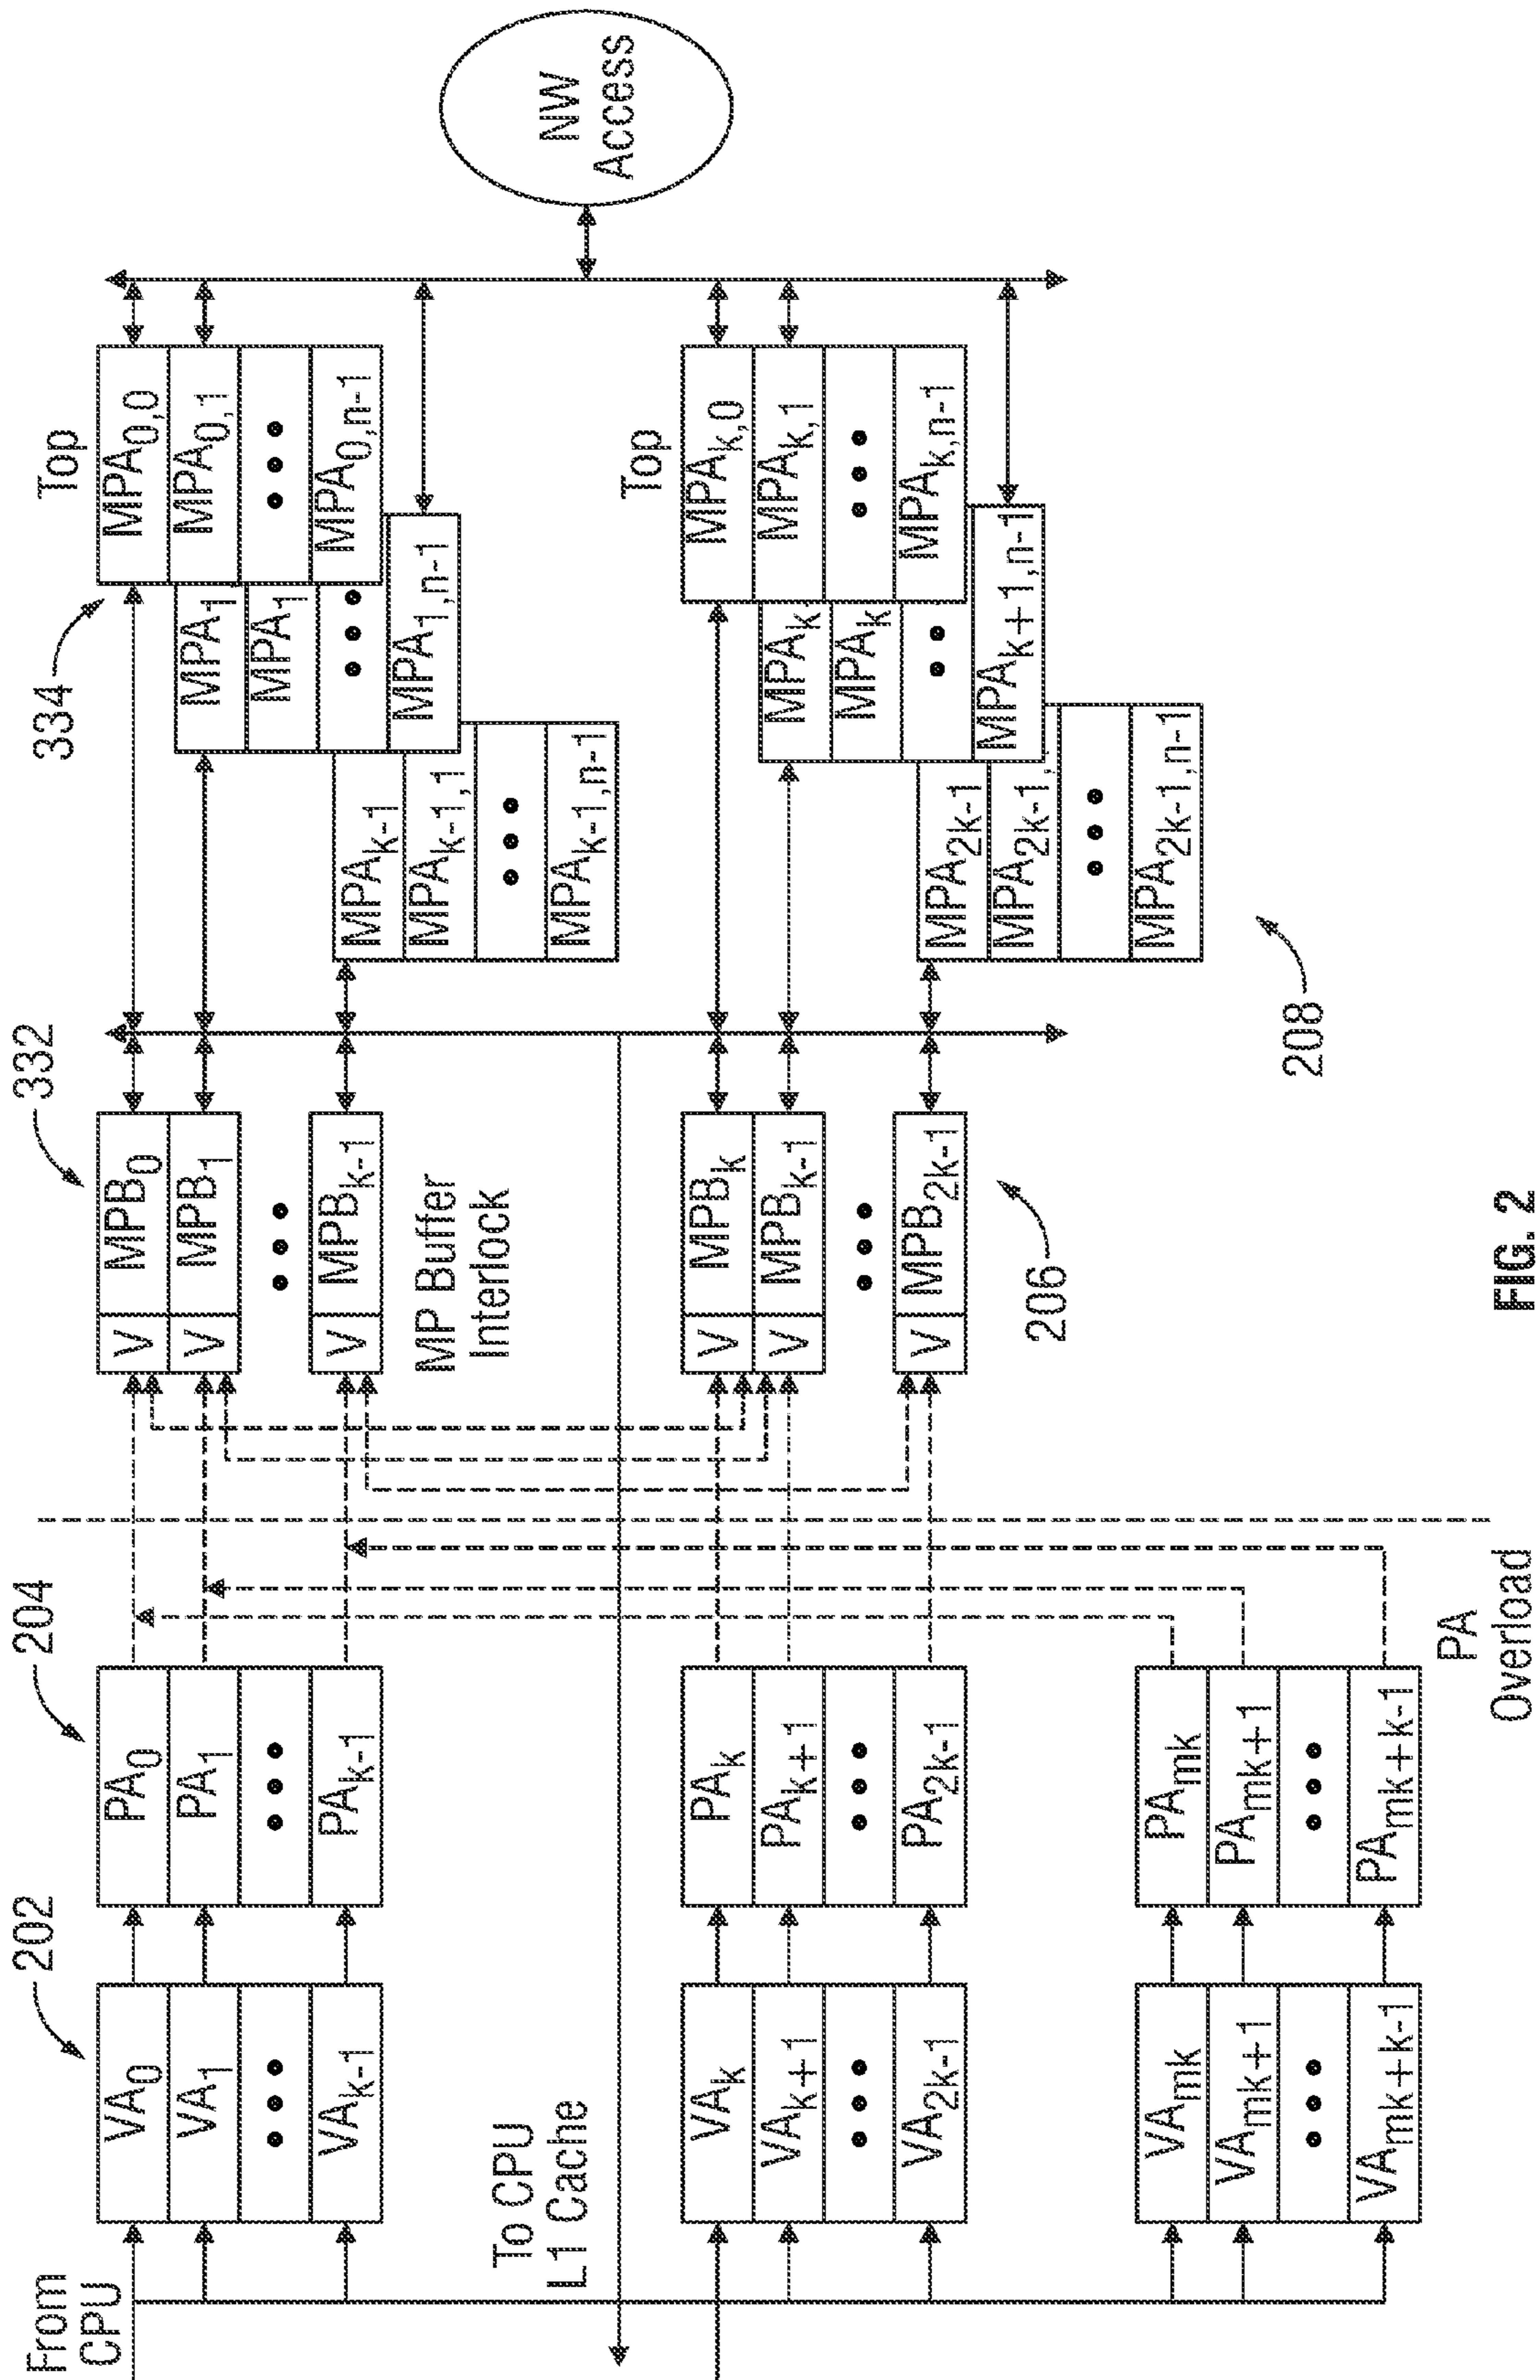 From
CPU
202
VA0
VA1
•••
VAk-1
204
PA0
PA1
•••
PAk-1
332
V MPB0
V MPB1
•••
V MPBk-1
MP Buffer
Interlock
334
Top
MPA0,0
MPA0,1
•••
MPA0,n-1
MPA1
MPA1
•••
MPA1,n-1
MPAk-1
MPAk-1,1
•••
MPAk-1,n-1
NW
Access
To CPU
L1 Cache
VAk
VAk+1
•••
VA2k-1
PAk
PAk+1
•••
PA2k-1
V MPBk
V MPBk-1
•••
V MPB2k-1
206
Top
MPAk,0
MPAk,1
•••
MPAk,n-1
MPAk
MPAk
••
MPAk+1,n-1
MPA2k-1
MPA2k-1,
•••
MPA2k-1,n-1
208
VAmk
VAmk+1
•••
VAmk+k-1
PAmk
PAmk+1
•••
PAmk+k-1
PA
Overload
FIG. 2